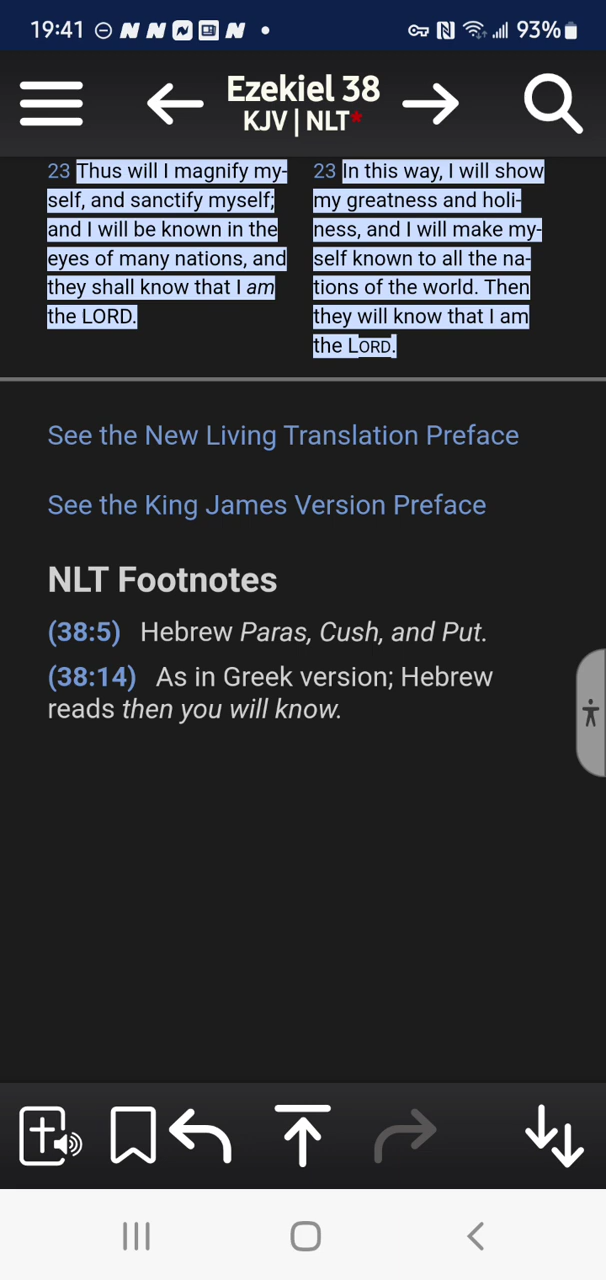 19:41
93%
Ezekiel 38
KJV | NLT*
23 Thus will I magnify my-
self, and sanctify myself;
and I will be known in the
eyes of many nations, and
they shall know that I am
the LORD.
23 In this way, I will show
my greatness and holi-
ness, and I will make my-
self known to all the na-
tions of the world. Then
they will know that I am
the LORD.
See the New Living Translation Preface
See the King James Version Preface
NLT Footnotes
(38:5) Hebrew Paras, Cush, and Put.
(38:14) As in Greek version; Hebrew
reads then you will know.